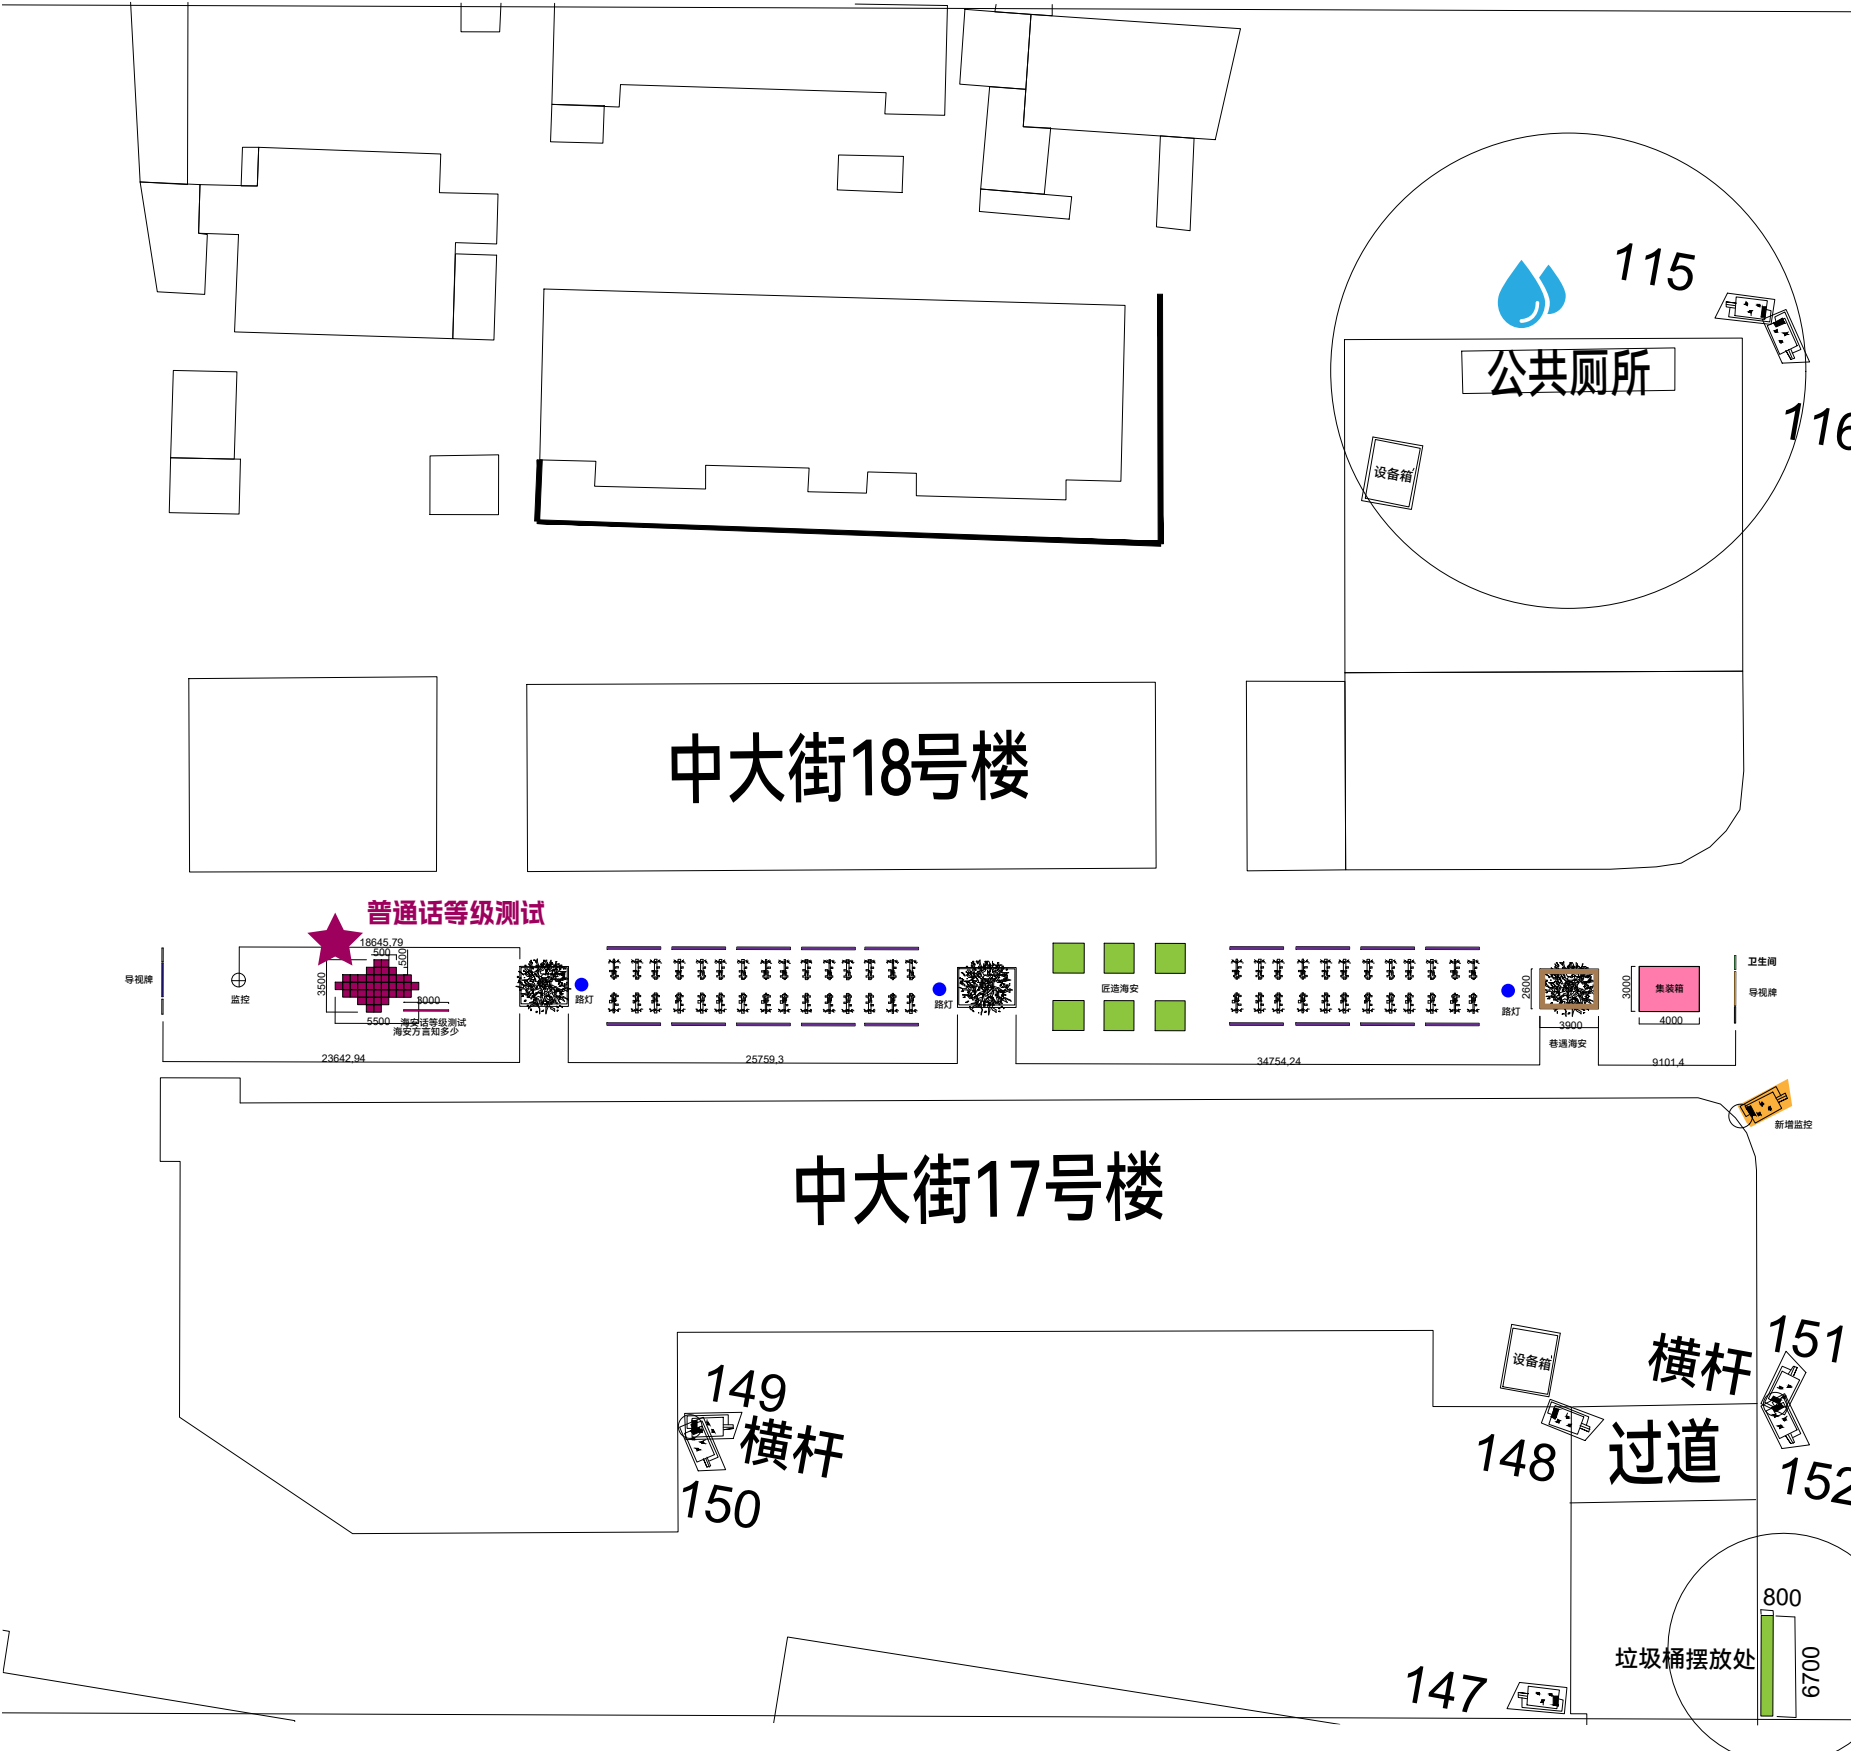 115
公共厕所
116
设备箱
中大街18号楼
普通话等级测试
18645,79
500
500
3500
导视牌
监控
3000
5500
海安话等级测试
海安方言知多少
23642,94
路灯
25759,3
路灯
匠造海安
34754,24
路灯
2600
3900
巷遇海安
3000
集装箱
4000
9101,4
卫生间
导视牌
新增监控
中大街17号楼
149
横杆
150
设备箱
横杆
151
148
过道
152
800
垃圾桶摆放处
6700
147